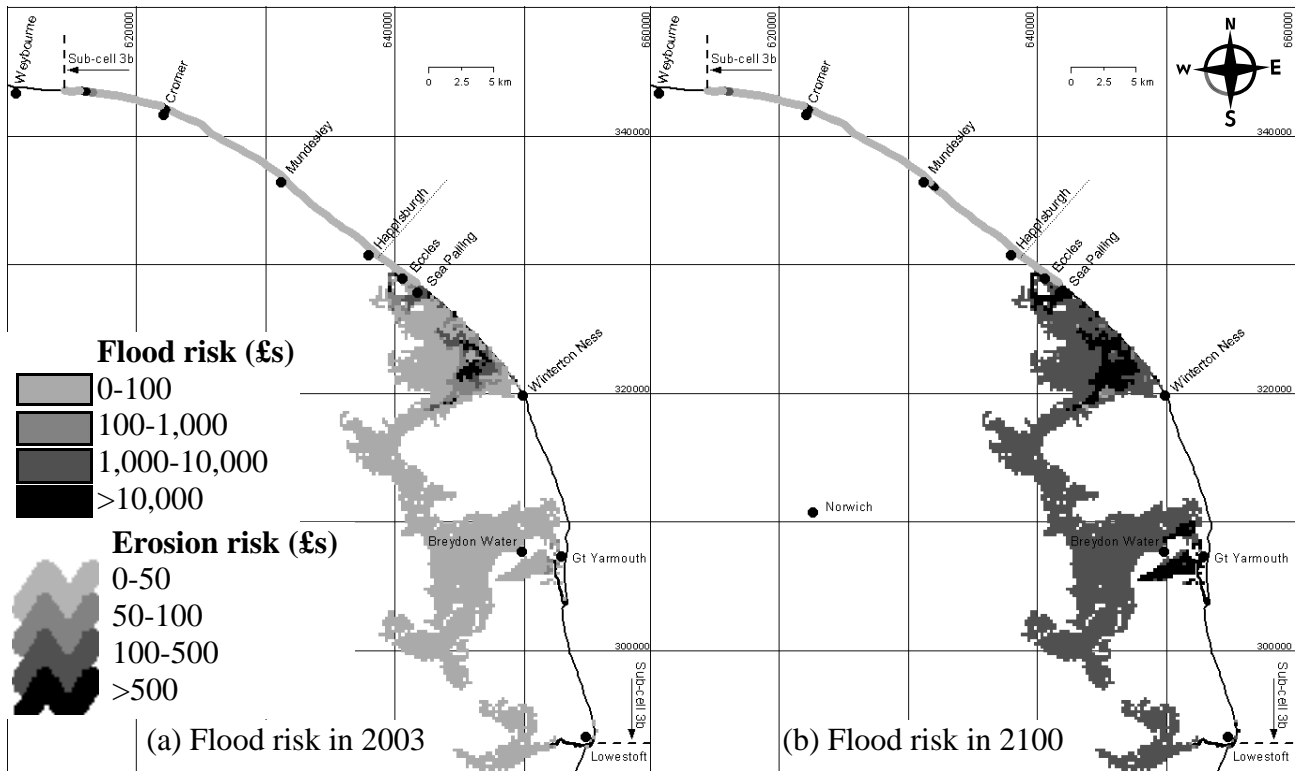 620000
640000
660000
620000
640000
660000
Weybourne
Sub-cell 3b
Cromer
0 2.5 5 km
Mundesley
340000
Happisburgh
Eccles
Sea Palling
Winterton Ness
320000
Breydon Water
Gt Yarmouth
300000
Sub-cell 3b
Lowestoft
Flood risk (£s)
0-100
100-1,000
1,000-10,000
>10,000
Erosion risk (£s)
0-50
50-100
100-500
>500
(a) Flood risk in 2003
Weybourne
Sub-cell 3b
Cromer
0 2.5 5 km
N
W E
S
Mundesley
340000
Happisburgh
Eccles
Sea Palling
Winterton Ness
320000
Norwich
Breydon Water
Gt Yarmouth
300000
Sub-cell 3b
Lowestoft
(b) Flood risk in 2100